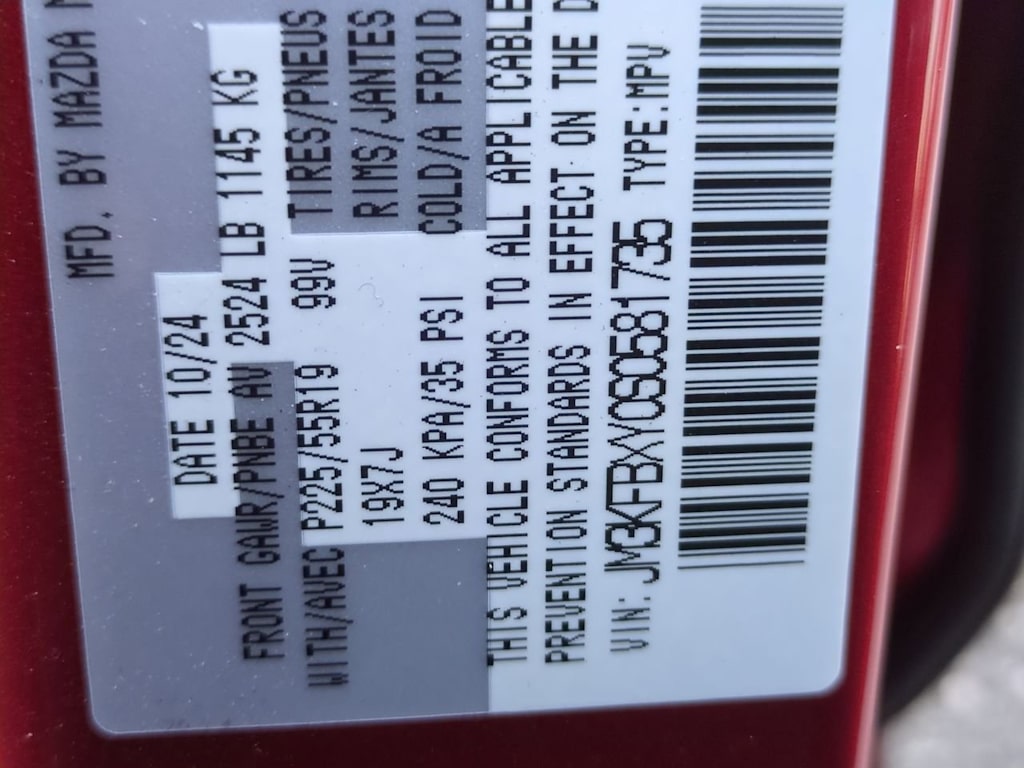 MFD. BY MAZDA
DATE 10/24
FRONT GAWR/PNBE AV 2524 LB 1145 KG
WITH/AVEC P225/55R19 99V TIRES/PNEUS
19X7J RIMS/JANTES
240 KPA/35 PSI COLD/A FROID
THIS VEHICLE CONFORMS TO ALL APPLICABLE
PREVENTION STANDARDS IN EFFECT ON THE D
VIN: JM3KFBXY0S0581735 TYPE:MPV